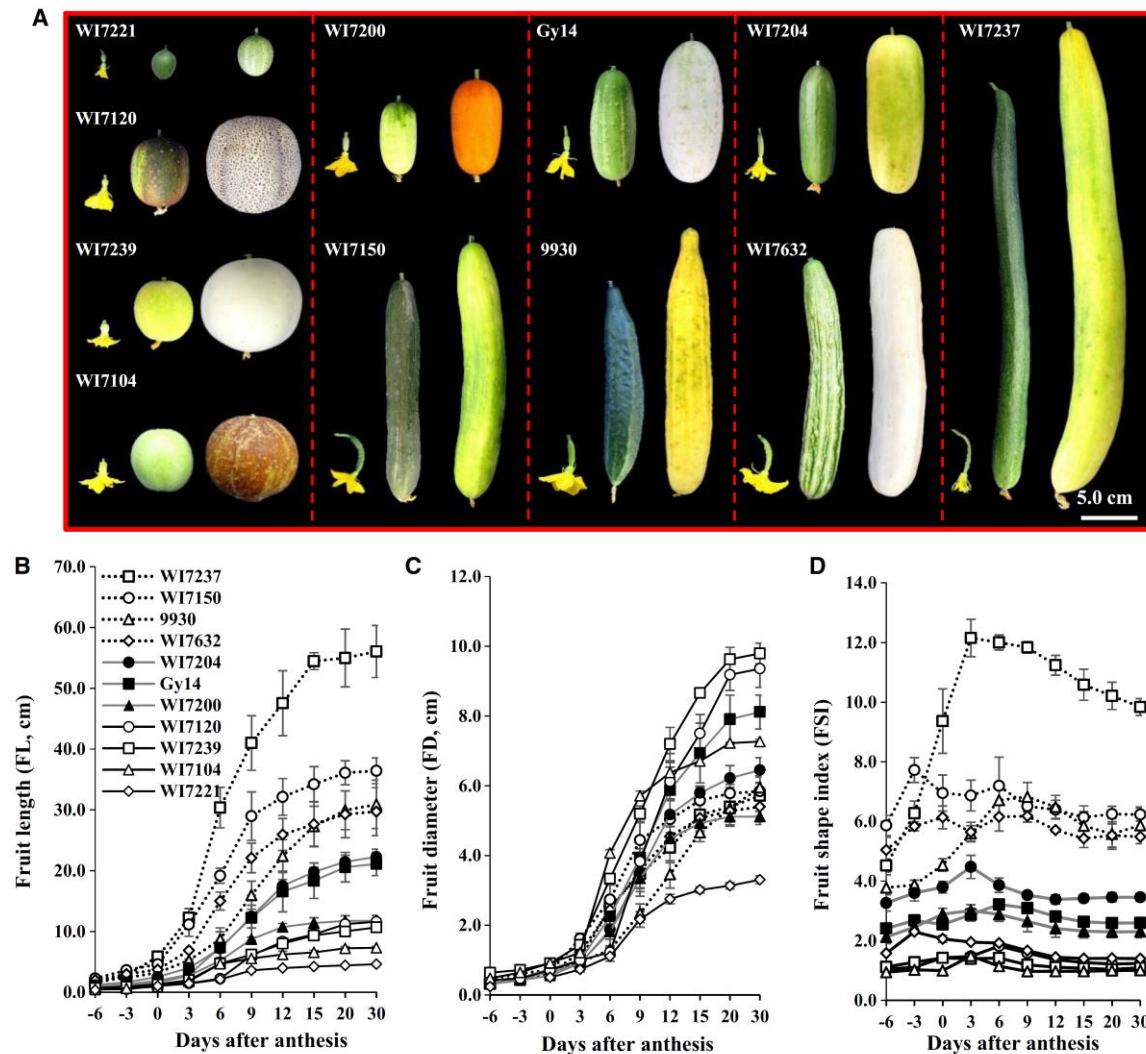 A
WI7221
WI7200
Gy14
WI7204
WI7237
WI7120
WI7239
WI7150
9930
WI7632
WI7104
5.0 cm
B
70.0
60.0
50.0
40.0
30.0
20.0
10.0
0.0
Fruit length (FL, cm)
WI7237
WI7150
9930
WI7632
WI7204
Gy14
WI7200
WI7120
WI7239
WI7104
WI7221
-6 -3 0 3 6 9 12 15 20 30
Days after anthesis
C
12.0
10.0
8.0
6.0
4.0
2.0
0.0
Fruit diameter (FD, cm)
-6 -3 0 3 6 9 12 15 20 30
Days after anthesis
D
14.0
12.0
10.0
8.0
6.0
4.0
2.0
0.0
Fruit shape index (FSI)
-6 -3 0 3 6 9 12 15 20 30
Days after anthesis